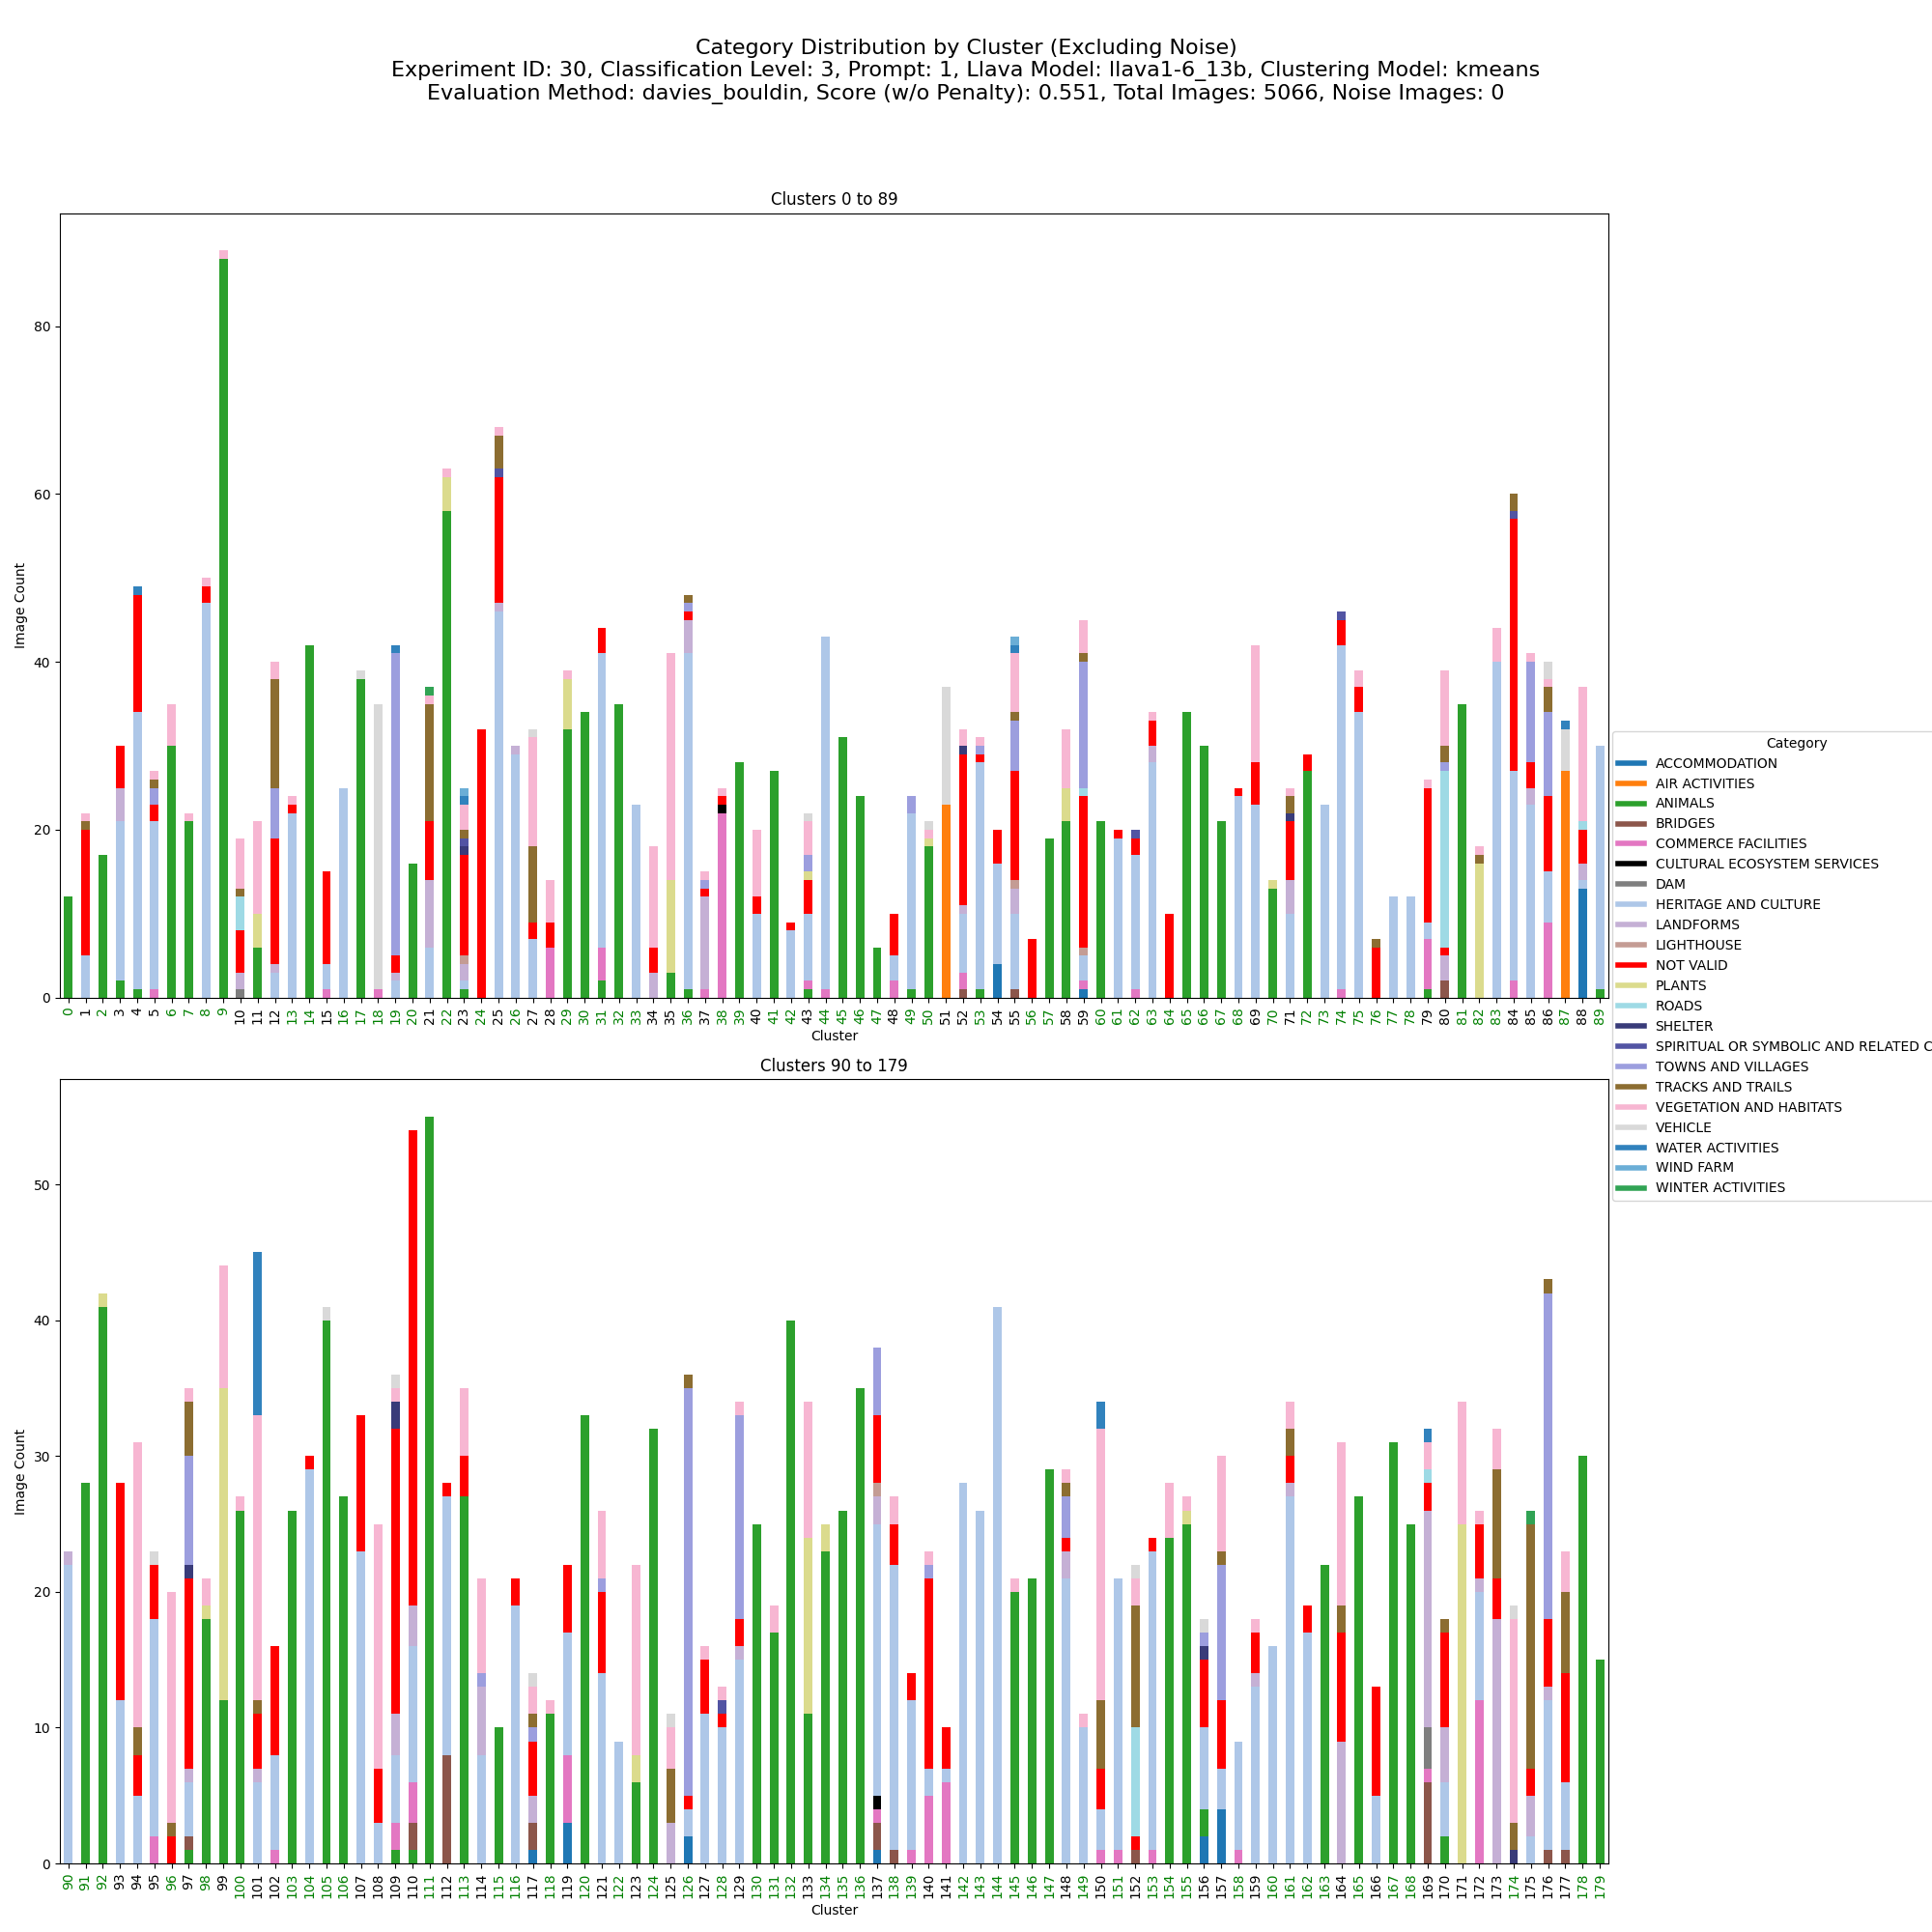 Category Distribution by Cluster (Excluding Noise)
Experiment ID: 30, Classification Level: 3, Prompt: 1, Llava Model: llava1-6_13b, Clustering Model: kmeans
Evaluation Method: davies_bouldin, Score (w/o Penalty): 0.551, Total Images: 5066, Noise Images: 0
Clusters 0 to 89
Image Count
80
60
40
20
0
0 1 2 3 4 5 6 7 8 9 10 11 12 13 14 15 16 17 18 19 20 21 22 23 24 25 26 27 28 29 30 31 32 33 34 35 36 37 38 39 40 41 42 43 44 45 46 47 48 49 50 51 52 53 54 55 56 57 58 59 60 61 62 63 64 65 66 67 68 69 70 71 72 73 74 75 76 77 78 79 80 81 82 83 84 85 86 87 88 89
Cluster
Category
ACCOMMODATION
AIR ACTIVITIES
ANIMALS
BRIDGES
COMMERCE FACILITIES
CULTURAL ECOSYSTEM SERVICES
DAM
HERITAGE AND CULTURE
LANDFORMS
LIGHTHOUSE
NOT VALID
PLANTS
ROADS
SHELTER
SPIRITUAL OR SYMBOLIC AND RELATED C
TOWNS AND VILLAGES
TRACKS AND TRAILS
VEGETATION AND HABITATS
VEHICLE
WATER ACTIVITIES
WIND FARM
WINTER ACTIVITIES
Clusters 90 to 179
Image Count
50
40
30
20
10
0
90 91 92 93 94 95 96 97 98 99 100 101 102 103 104 105 106 107 108 109 110 111 112 113 114 115 116 117 118 119 120 121 122 123 124 125 126 127 128 129 130 131 132 133 134 135 136 137 138 139 140 141 142 143 144 145 146 147 148 149 150 151 152 153 154 155 156 157 158 159 160 161 162 163 164 165 166 167 168 169 170 171 172 173 174 175 176 177 178 179
Cluster